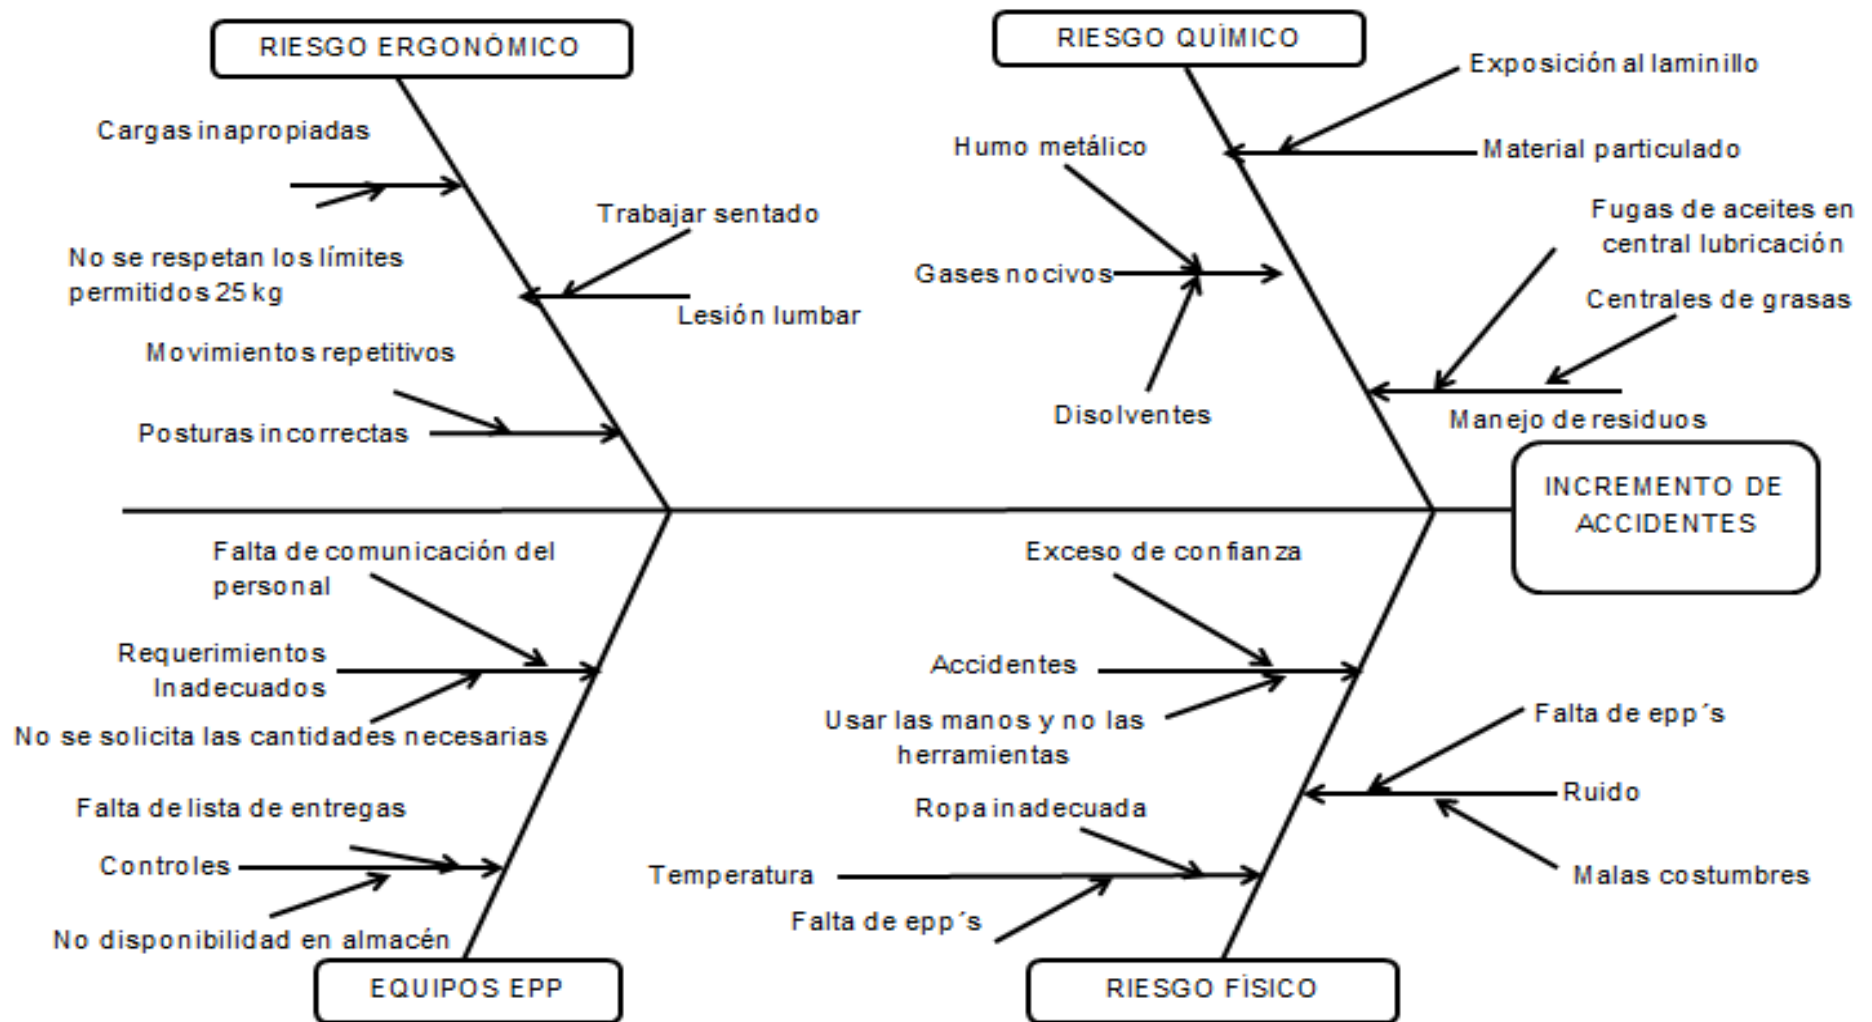 RIESGO ERGONÓMICO
RIESGO QUÍMICO
Exposición al laminillo
Cargas inapropiadas
Humo metálico
Material particulado
Trabajar sentado
Fugas de aceites en
central lubricación
No se respetan los límites
permitidos 25 kg
Gases nocivos
Centrales de grasas
Lesión lumbar
Movimientos repetitivos
Disolventes
Manejo de residuos
Posturas incorrectas
INCREMENTO DE
ACCIDENTES
Falta de comunicación del
personal
Exceso de confianza
Requerimientos
Inadecuados
Accidentes
No se solicita las cantidades necesarias
Usar las manos y no las
herramientas
Falta de epp´s
Falta de lista de entregas
Ropa inadecuada
Ruido
Controles
Temperatura
Malas costumbres
Falta de epp´s
No disponibilidad en almacén
EQUIPOS EPP
RIESGO FÍSICO